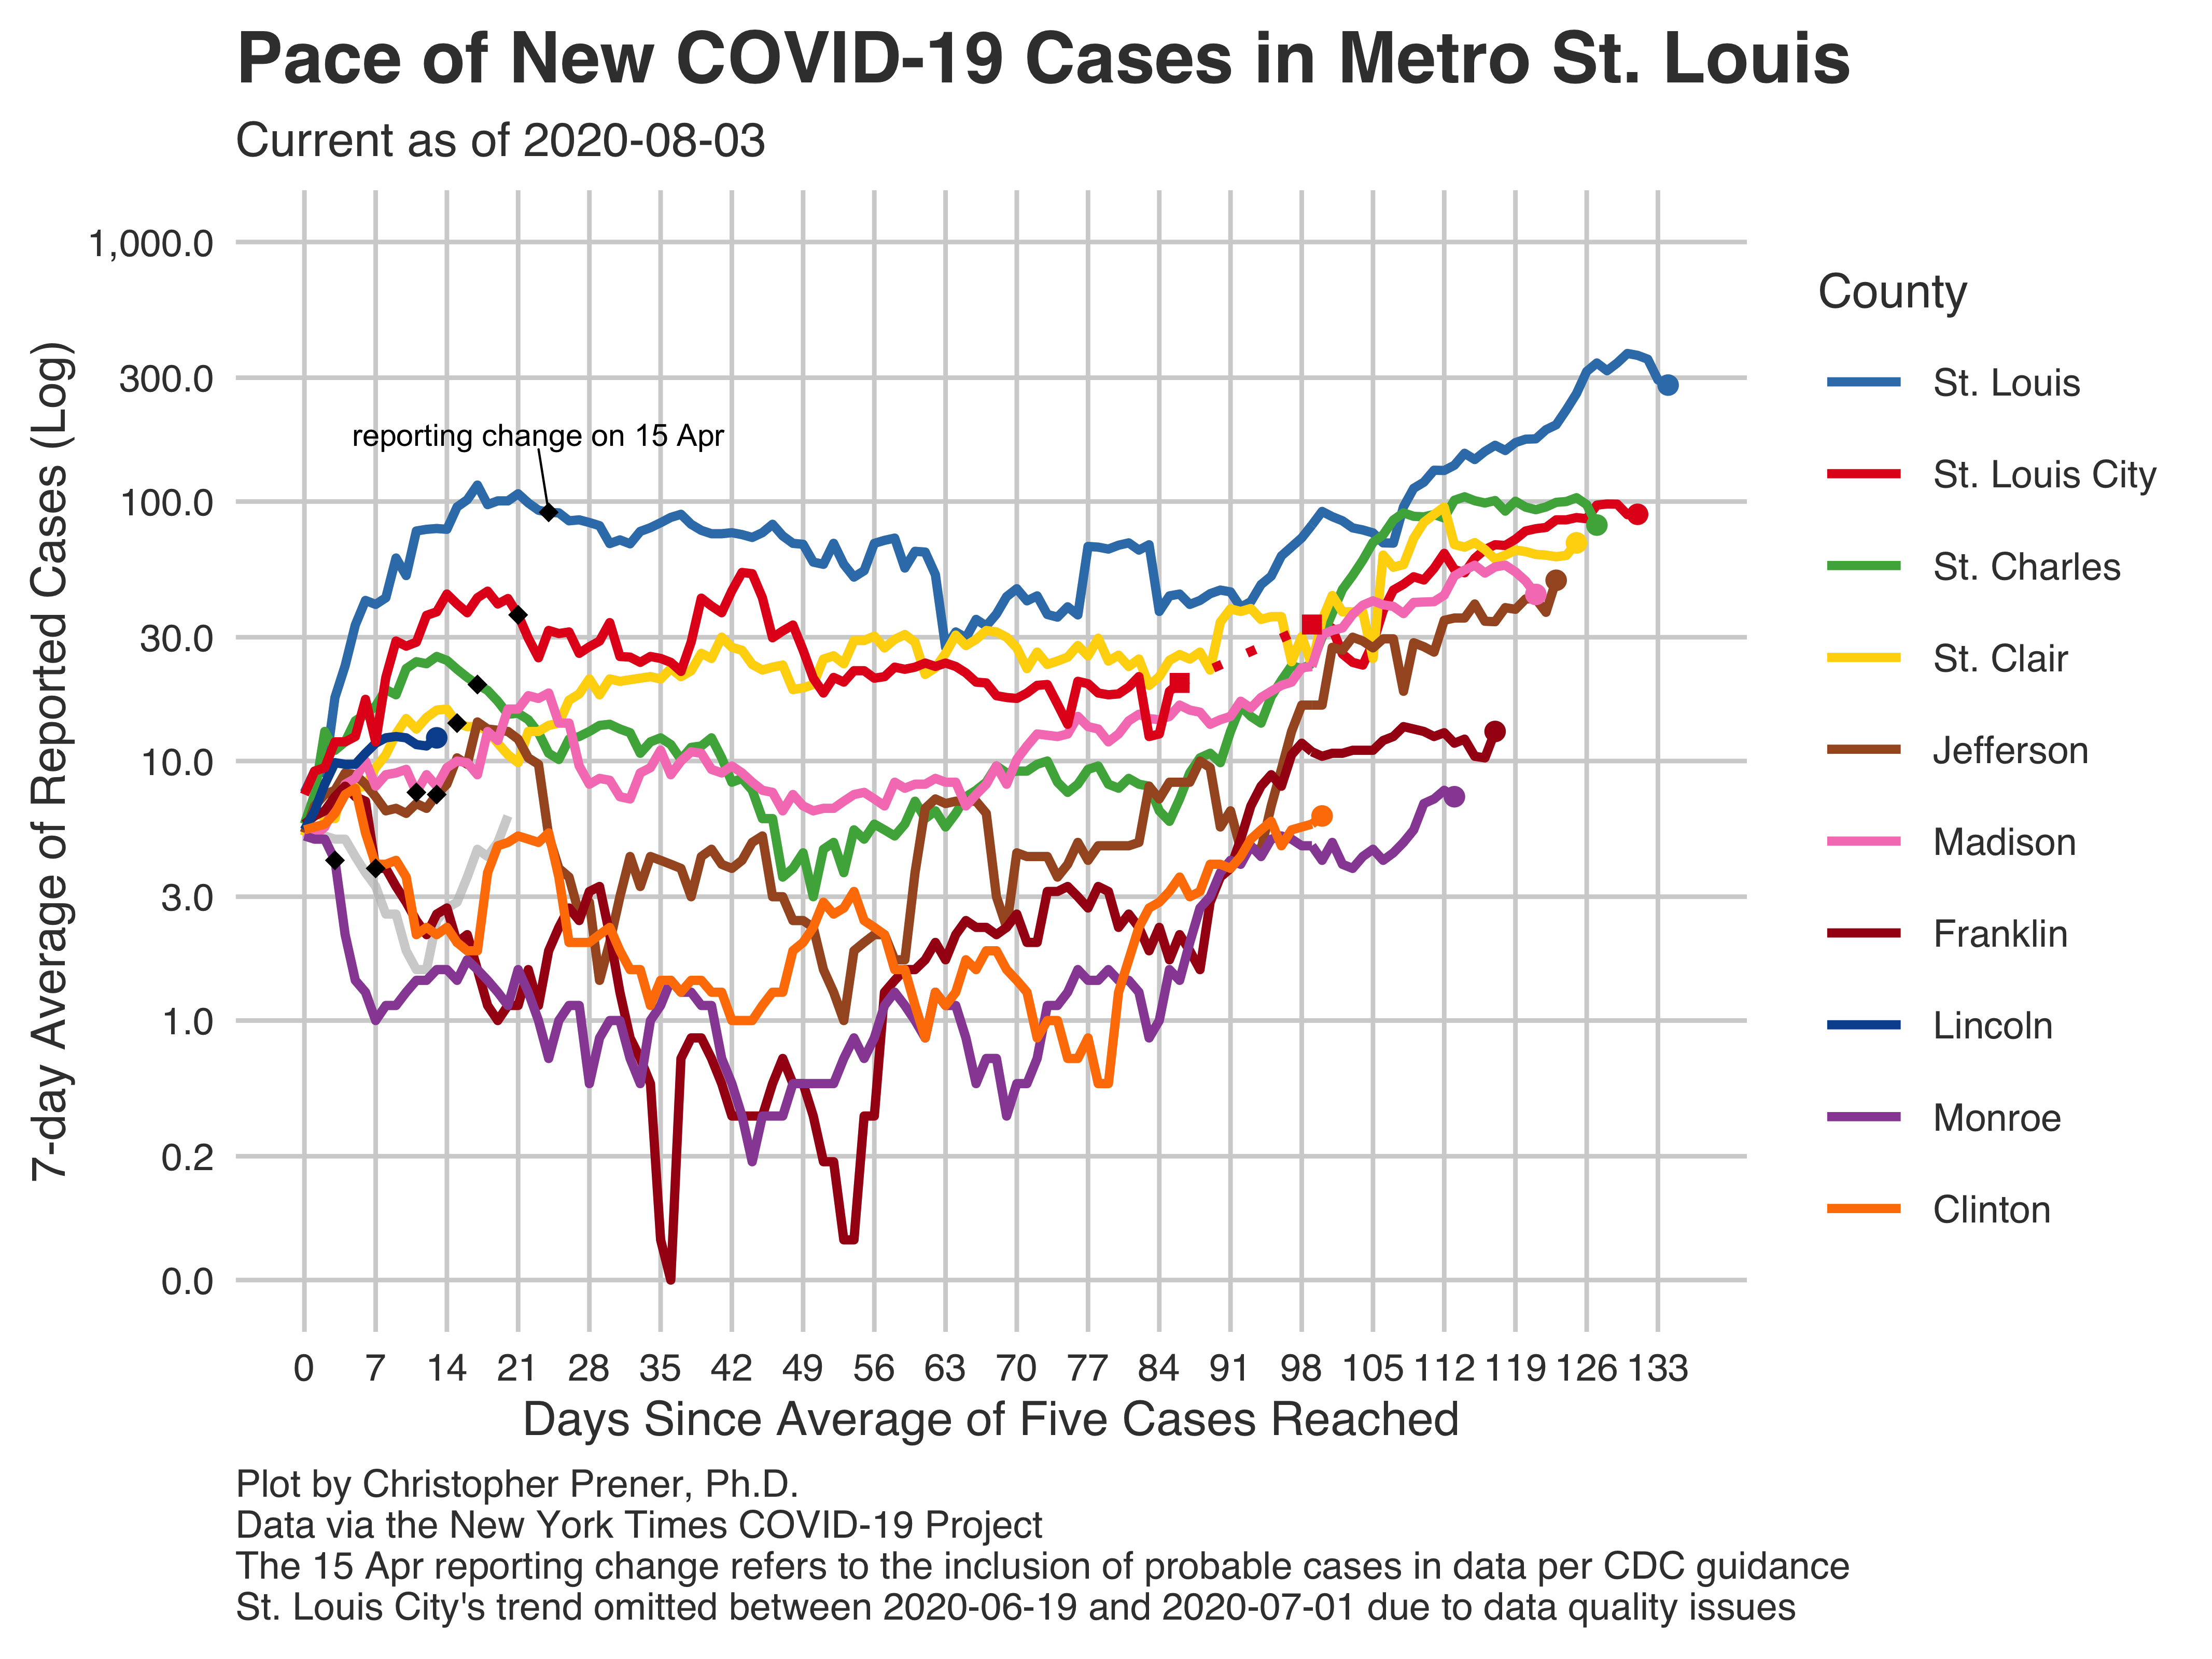 Pace of New COVID-19 Cases in Metro St. Louis
Current as of 2020-08-03
7-day Average of Reported Cases (Log)
1,000.0
300.0
100.0
30.0
10.0
3.0
1.0
0.2
0.0
reporting change on 15 Apr
County
St. Louis
St. Louis City
St. Charles
St. Clair
Jefferson
Madison
Franklin
Lincoln
Monroe
Clinton
0 7 14 21 28 35 42 49 56 63 70 77 84 91 98 105 112 119 126 133
Days Since Average of Five Cases Reached
Plot by Christopher Prener, Ph.D.
Data via the New York Times COVID-19 Project
The 15 Apr reporting change refers to the inclusion of probable cases in data per CDC guidance
St. Louis City's trend omitted between 2020-06-19 and 2020-07-01 due to data quality issues